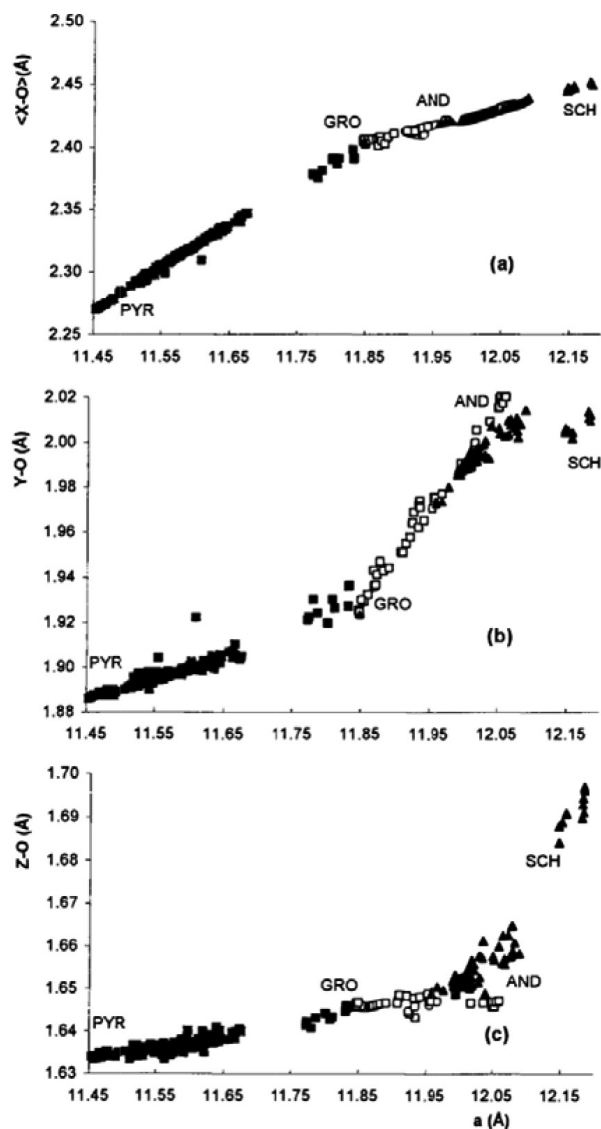 2.50
2.45
2.40
2.35
2.30
2.25
<X-O>(Å)
GRO
AND
SCH
PYR
(a)
11.45 11.55 11.65 11.75 11.85 11.95 12.05 12.15
2.02
2.00
1.98
1.96
1.94
1.92
1.90
1.88
Y-O (Å)
AND
SCH
GRO
PYR
(b)
11.45 11.55 11.65 11.75 11.85 11.95 12.05 12.15
1.70
1.69
1.68
1.67
1.66
1.65
1.64
1.63
Z-O (Å)
SCH
GRO
AND
PYR
(c)
11.45 11.55 11.65 11.75 11.85 11.95 12.05 12.15
a (Å)